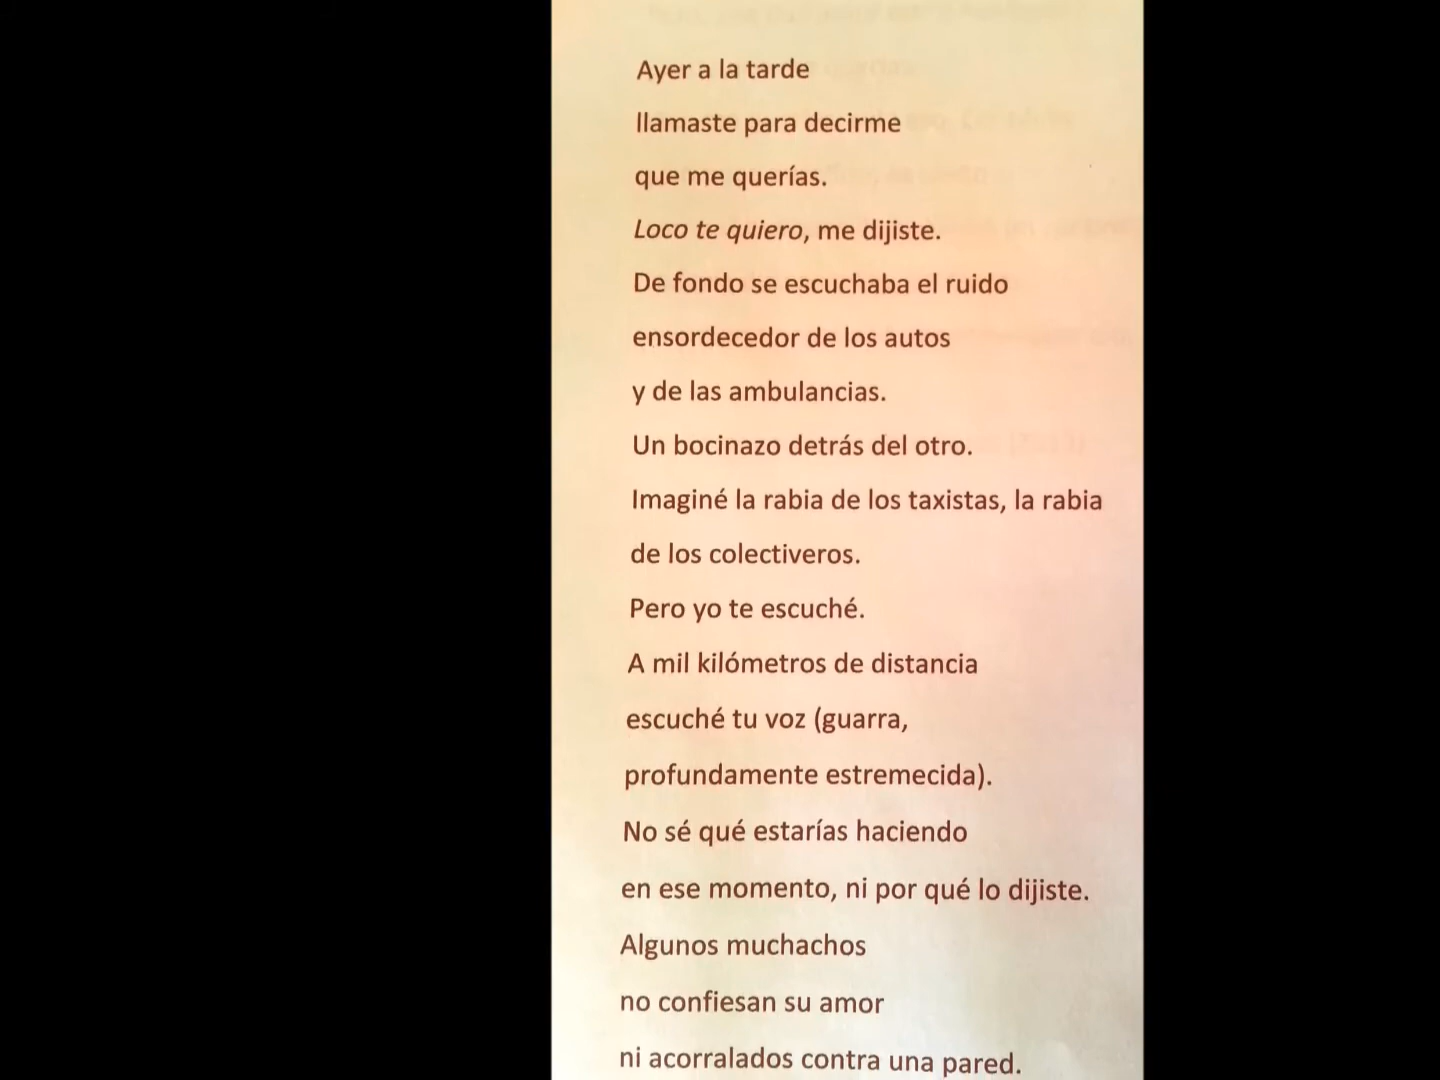 Ayer a la tarde
llamaste para decirme
que me querías.
Loco te quiero, me dijiste.
De fondo se escuchaba el ruido
ensordecedor de los autos
y de las ambulancias.
Un bocinazo detrás del otro.
Imaginé la rabia de los taxistas, la rabia
de los colectiveros.
Pero yo te escuché.
A mil kilómetros de distancia
escuché tu voz (guarra,
profundamente estremecida).
No sé qué estarías haciendo
en ese momento, ni por qué lo dijiste.
Algunos muchachos
no confiesan su amor
ni acorralados contra una pared.